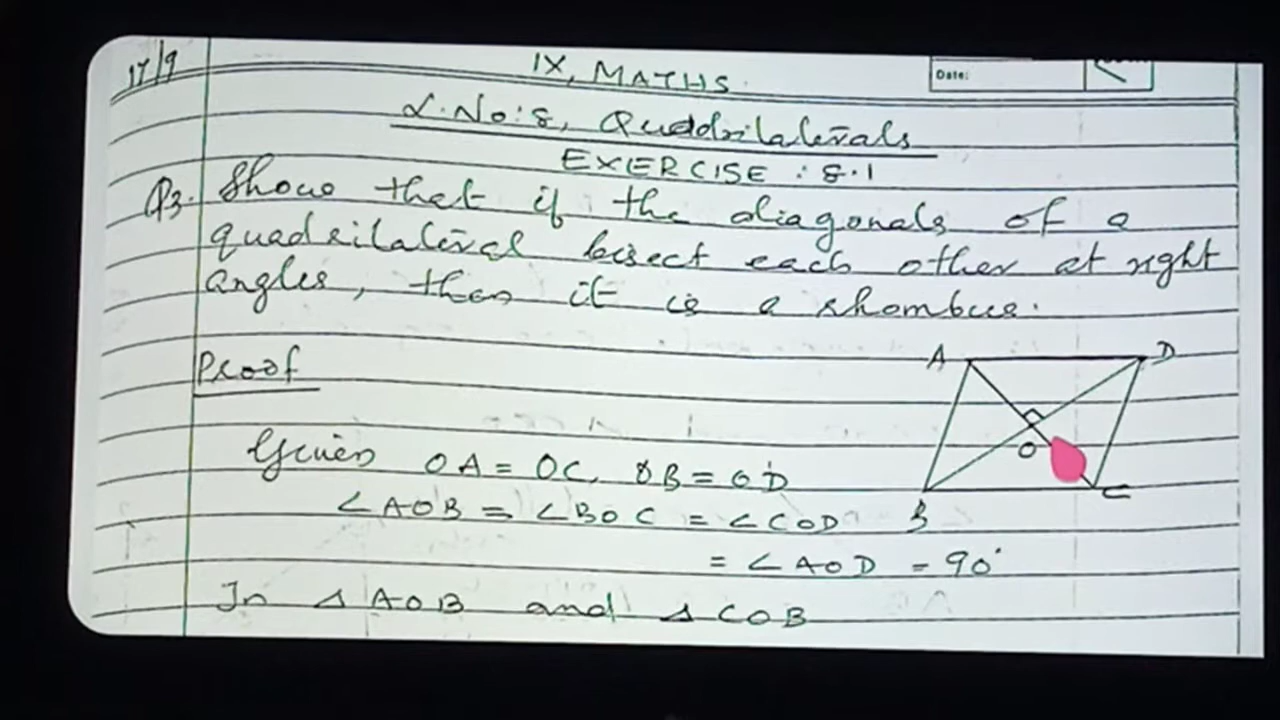 17/9
IX, MATHS.
Date:
L.No:8, Quadrilaterals
EXERCISE : 8.1
Q3. Show that if the diagonals of a
quadrilateral bisect each other at right
angles, then it is a rhombus.
Proof
A D
O
C
B
Given OA = OC, OB = OD
∠AOB = ∠BOC = ∠COD
= ∠AOD = 90°
In △AOB and △COB